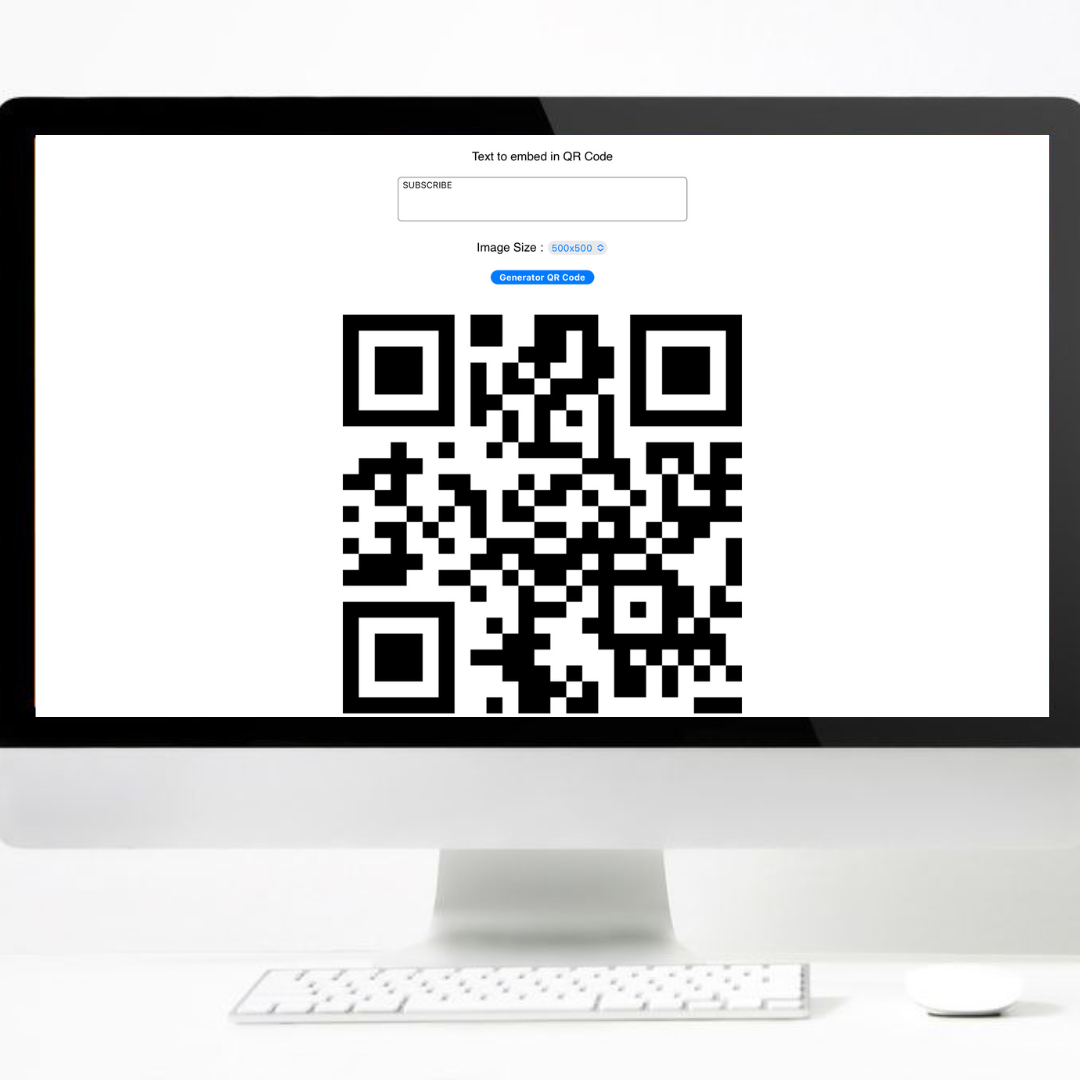 Text to embed in QR Code
SUBSCRIBE
Image Size : 500x500
Generator QR Code